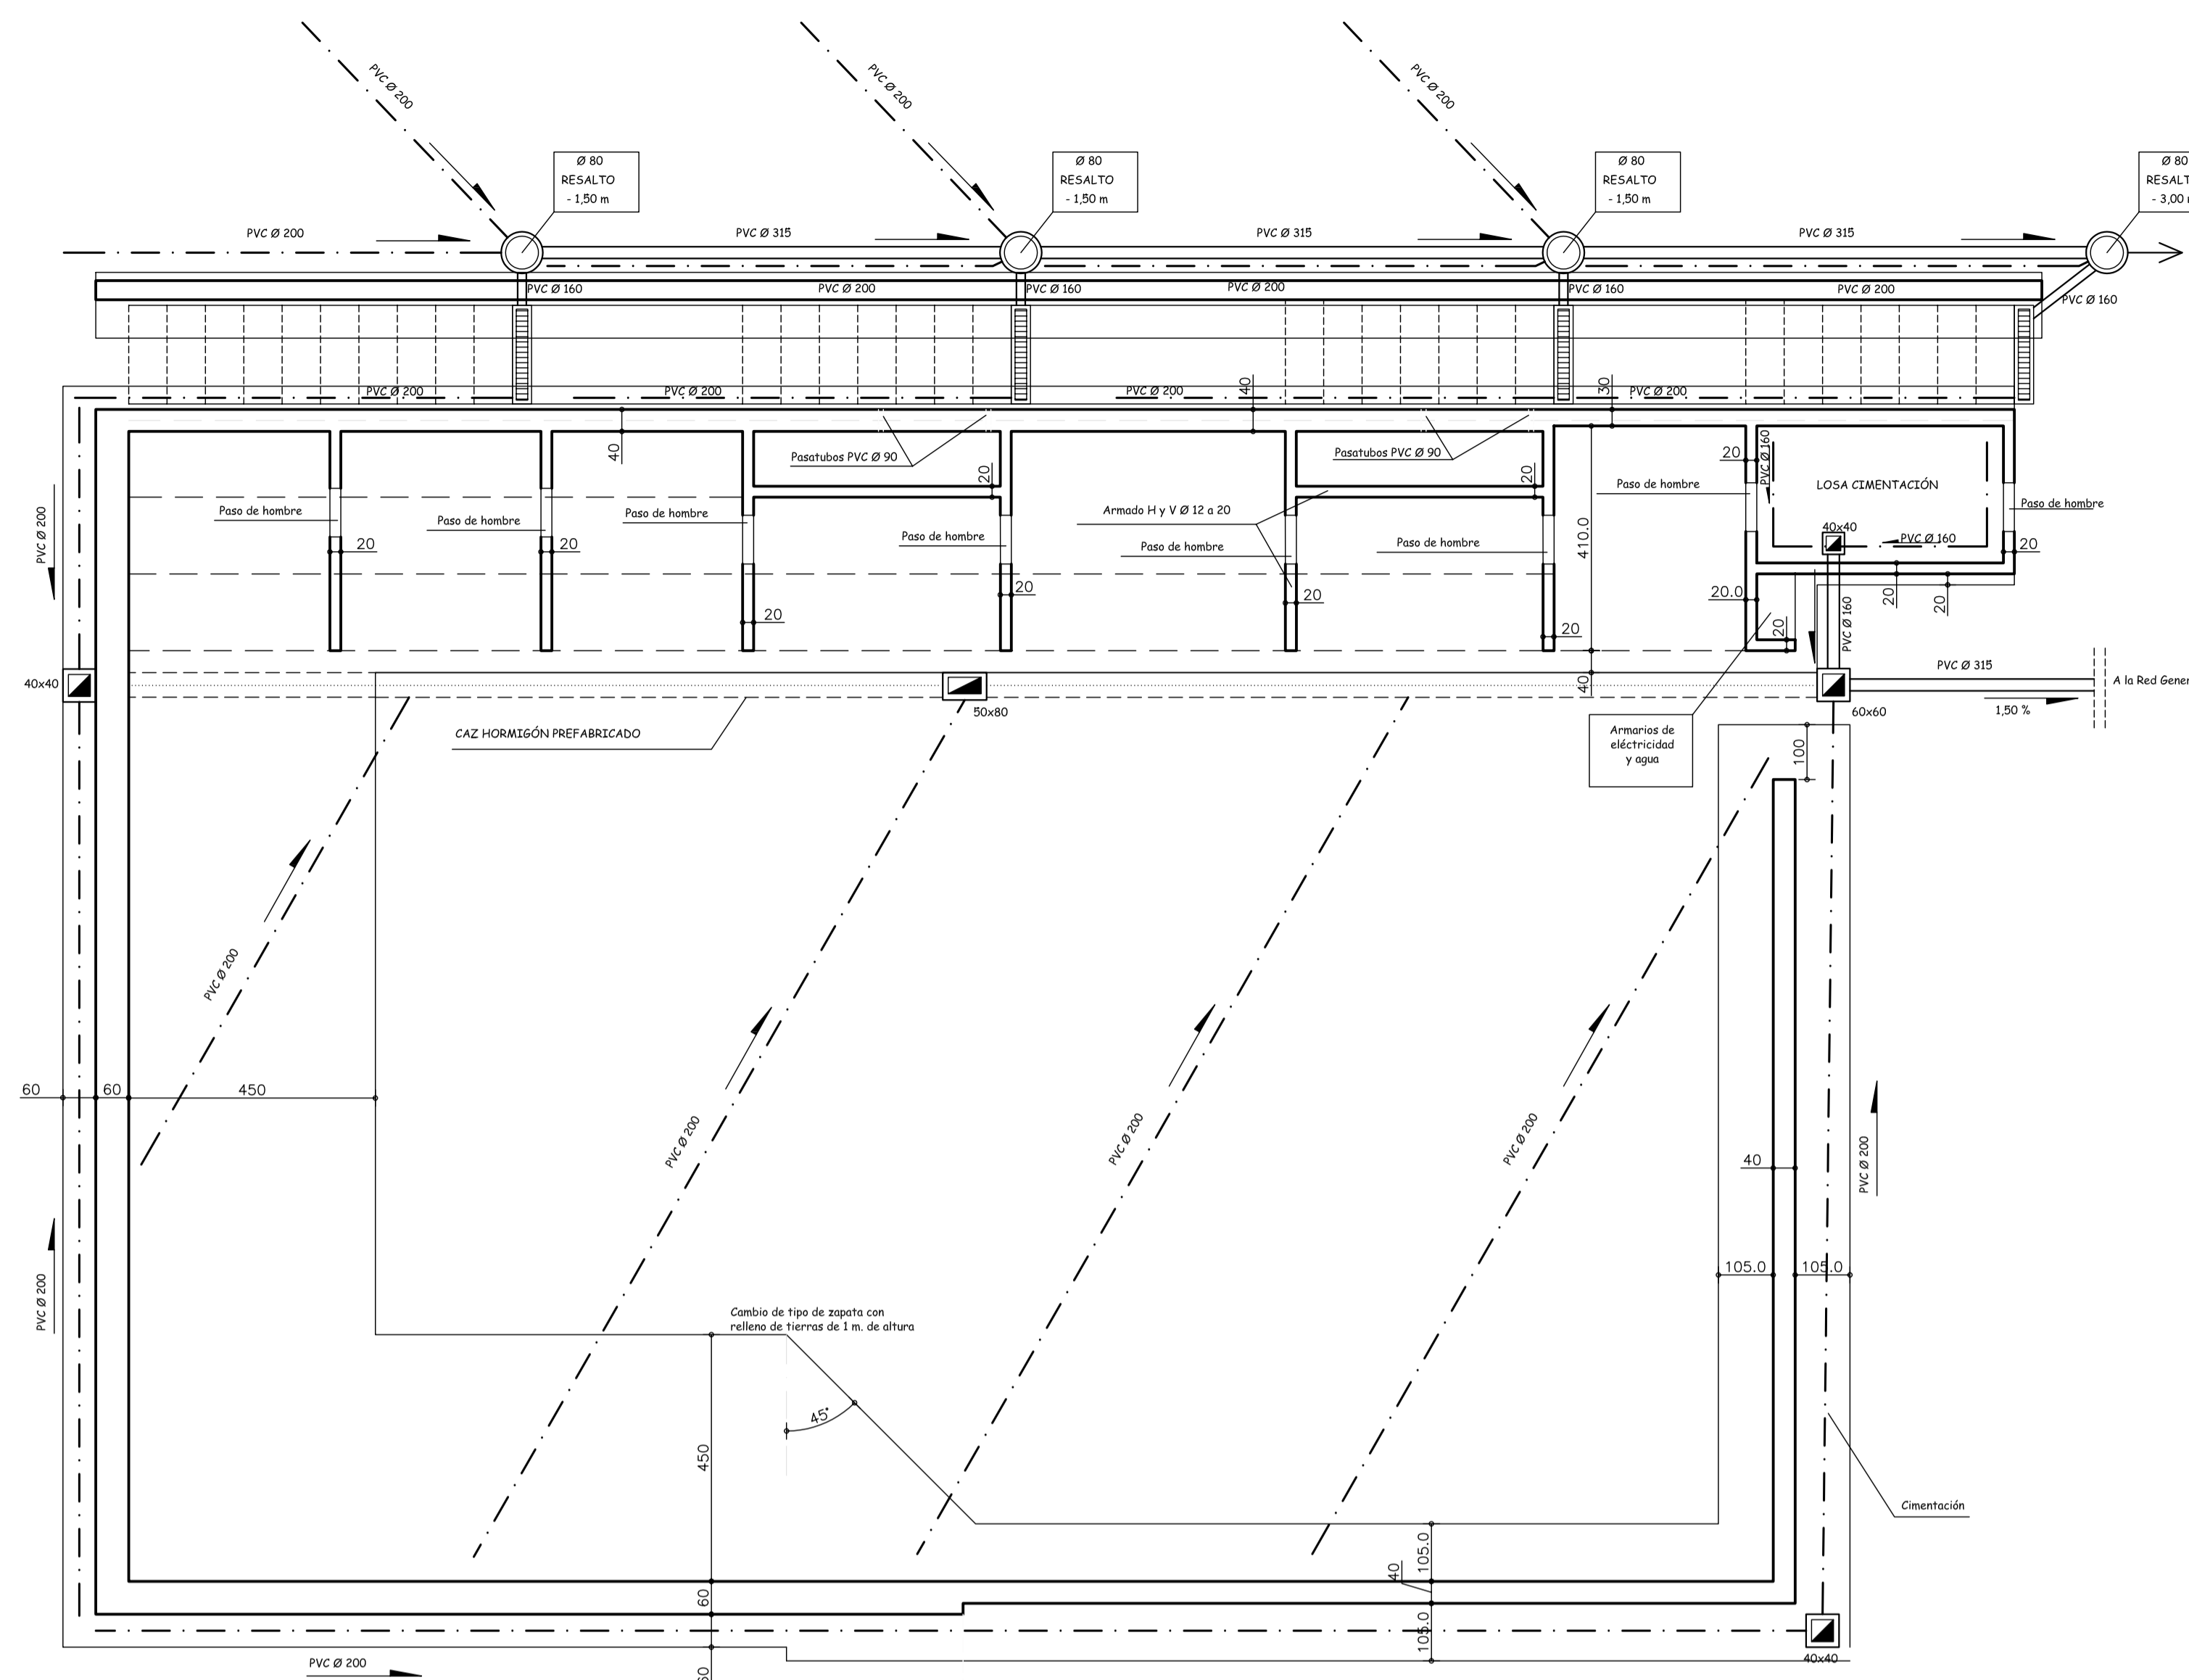 PVC Ø 200
PVC Ø 200
PVC Ø 200
Ø 80
RESALTO
- 1,50 m
Ø 80
RESALTO
- 1,50 m
Ø 80
RESALTO
- 1,50 m
Ø 80
- 3,00
PVC Ø 200
PVC Ø 315
PVC Ø 315
PVC Ø 315
PVC Ø 160
PVC Ø 200
PVC Ø 160
PVC Ø 200
PVC Ø 160
PVC Ø 200
PVC Ø 160
PVC Ø 200
PVC Ø 200
PVC Ø 200
PVC Ø 200
40
30
40
Pasatubos PVC Ø 90
20
Pasatubos PVC Ø 90
20
20
PVC Ø 160
LOSA CIMENTACIÓN
Paso de hombre
Paso de hombre
Paso de hombre
Paso de hombre
Paso de hombre
Paso de hombre
Paso de hombre
Paso de hombre
Armado H y V Ø 12 a 20
410.0
40x40
PVC Ø 160
PVC Ø 200
20
20
20
20
20
20
20
20.0
20
20
20
PVC Ø 160
40x40
50x80
40
60x60
PVC Ø 315
A la Red
1,50 %
CAZ HORMIGÓN PREFABRICADO
Armarios de
eléctricidad
y agua
100
PVC Ø 200
60
60
450
PVC Ø 200
PVC Ø 200
PVC Ø 200
40
PVC Ø 200
105.0
105.0
PVC Ø 200
Cambio de tipo de zapata con
relleno de tierras de 1 m. de altura
45°
450
Cimentación
105.0
40
60
105.0
PVC Ø 200
40x40